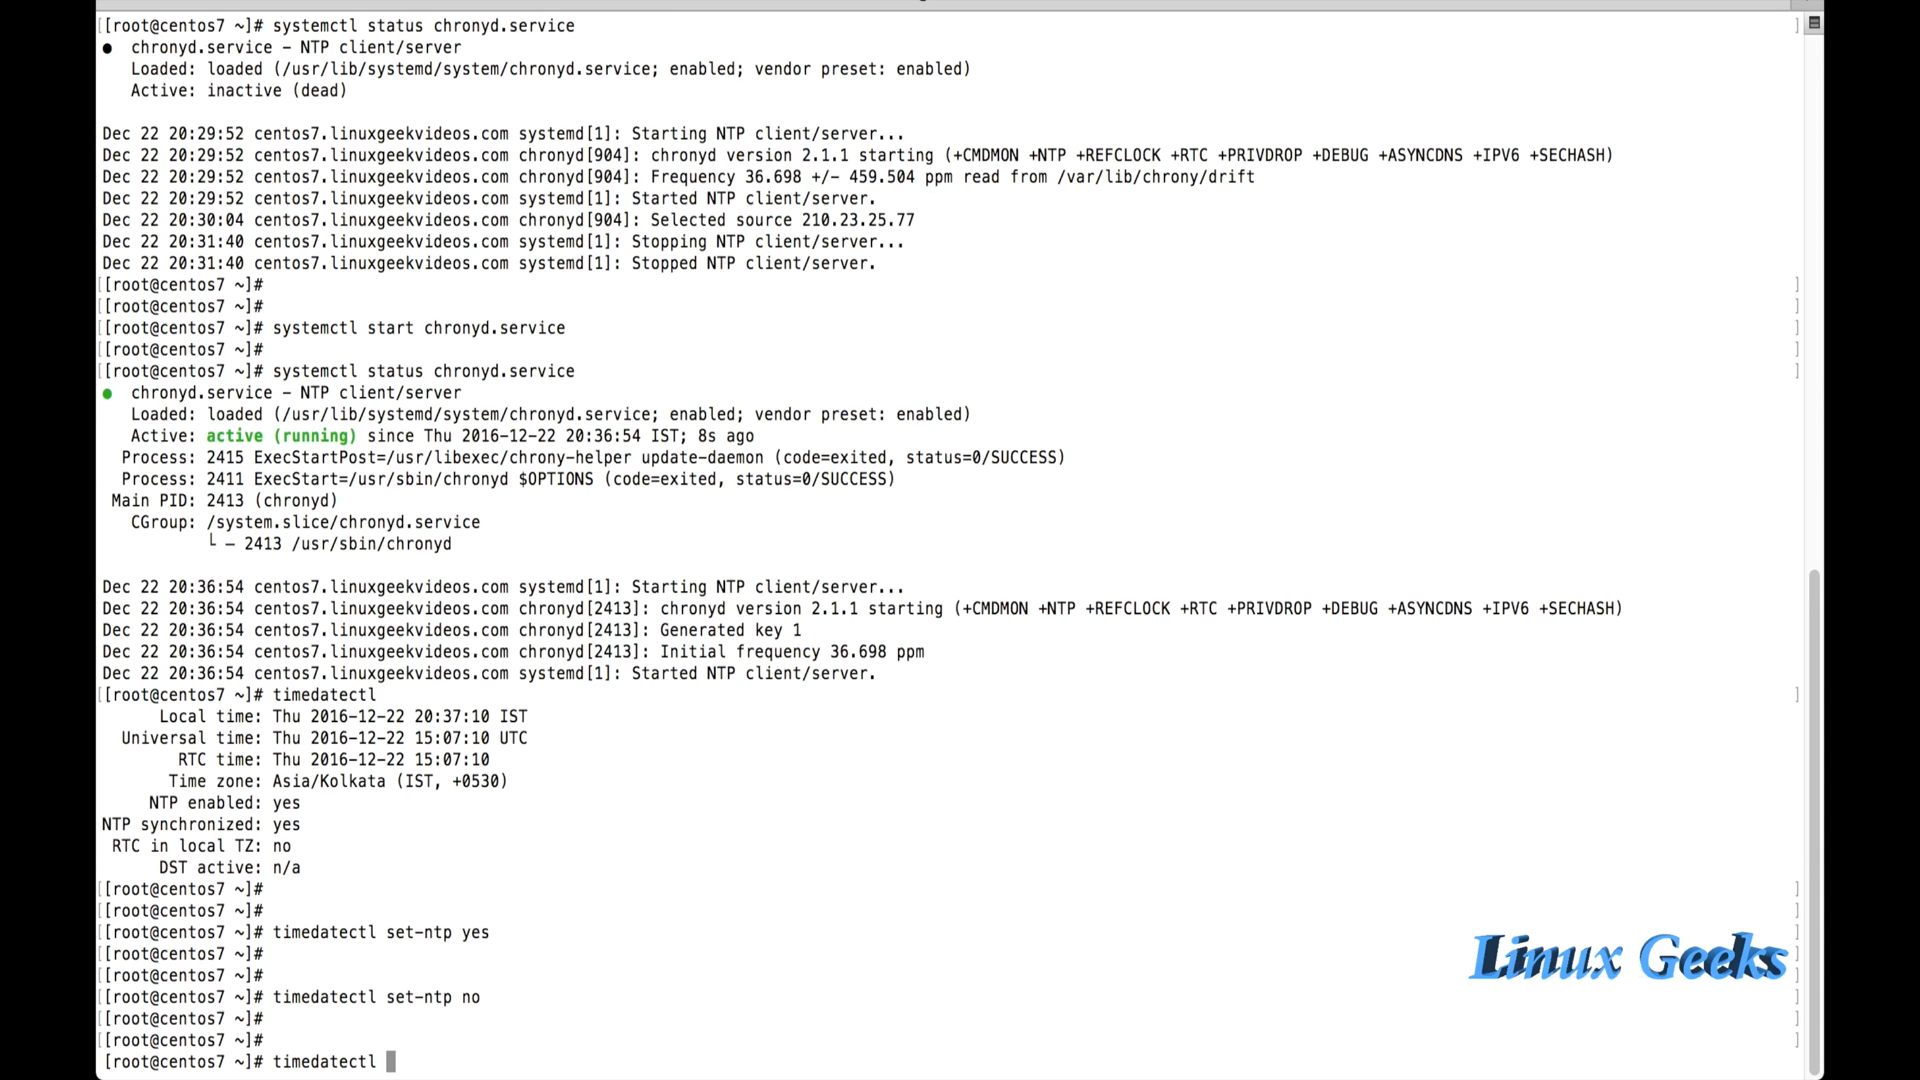 [[root@centos7 ~]# systemctl status chronyd.service ]
● chronyd.service – NTP client/server
Loaded: loaded (/usr/lib/systemd/system/chronyd.service; enabled; vendor preset: enabled)
Active: inactive (dead)
Dec 22 20:29:52 centos7.linuxgeekvideos.com systemd[1]: Starting NTP client/server...
Dec 22 20:29:52 centos7.linuxgeekvideos.com chronyd[904]: chronyd version 2.1.1 starting (+CMDMON +NTP +REFCLOCK +RTC +PRIVDROP +DEBUG +ASYNCDNS +IPV6 +SECHASH)
Dec 22 20:29:52 centos7.linuxgeekvideos.com chronyd[904]: Frequency 36.698 +/– 459.504 ppm read from /var/lib/chrony/drift
Dec 22 20:29:52 centos7.linuxgeekvideos.com systemd[1]: Started NTP client/server.
Dec 22 20:30:04 centos7.linuxgeekvideos.com chronyd[904]: Selected source 210.23.25.77
Dec 22 20:31:40 centos7.linuxgeekvideos.com systemd[1]: Stopping NTP client/server...
Dec 22 20:31:40 centos7.linuxgeekvideos.com systemd[1]: Stopped NTP client/server.
[[root@centos7 ~]# ]
[[root@centos7 ~]# ]
[[root@centos7 ~]# systemctl start chronyd.service ]
[[root@centos7 ~]# ]
[[root@centos7 ~]# systemctl status chronyd.service ]
● chronyd.service – NTP client/server
Loaded: loaded (/usr/lib/systemd/system/chronyd.service; enabled; vendor preset: enabled)
Active: active (running) since Thu 2016–12–22 20:36:54 IST; 8s ago
Process: 2415 ExecStartPost=/usr/libexec/chrony–helper update–daemon (code=exited, status=0/SUCCESS)
Process: 2411 ExecStart=/usr/sbin/chronyd $OPTIONS (code=exited, status=0/SUCCESS)
Main PID: 2413 (chronyd)
CGroup: /system.slice/chronyd.service
└ – 2413 /usr/sbin/chronyd
Dec 22 20:36:54 centos7.linuxgeekvideos.com systemd[1]: Starting NTP client/server...
Dec 22 20:36:54 centos7.linuxgeekvideos.com chronyd[2413]: chronyd version 2.1.1 starting (+CMDMON +NTP +REFCLOCK +RTC +PRIVDROP +DEBUG +ASYNCDNS +IPV6 +SECHASH)
Dec 22 20:36:54 centos7.linuxgeekvideos.com chronyd[2413]: Generated key 1
Dec 22 20:36:54 centos7.linuxgeekvideos.com chronyd[2413]: Initial frequency 36.698 ppm
Dec 22 20:36:54 centos7.linuxgeekvideos.com systemd[1]: Started NTP client/server.
[[root@centos7 ~]# timedatectl ]
Local time: Thu 2016–12–22 20:37:10 IST
Universal time: Thu 2016–12–22 15:07:10 UTC
RTC time: Thu 2016–12–22 15:07:10
Time zone: Asia/Kolkata (IST, +0530)
NTP enabled: yes
NTP synchronized: yes
RTC in local TZ: no
DST active: n/a
[[root@centos7 ~]# ]
[[root@centos7 ~]# ]
[[root@centos7 ~]# timedatectl set–ntp yes ]
[[root@centos7 ~]# ]
[[root@centos7 ~]# ]
[[root@centos7 ~]# timedatectl set–ntp no ]
[[root@centos7 ~]# ]
[[root@centos7 ~]# ]
[root@centos7 ~]# timedatectl
Linux Geeks